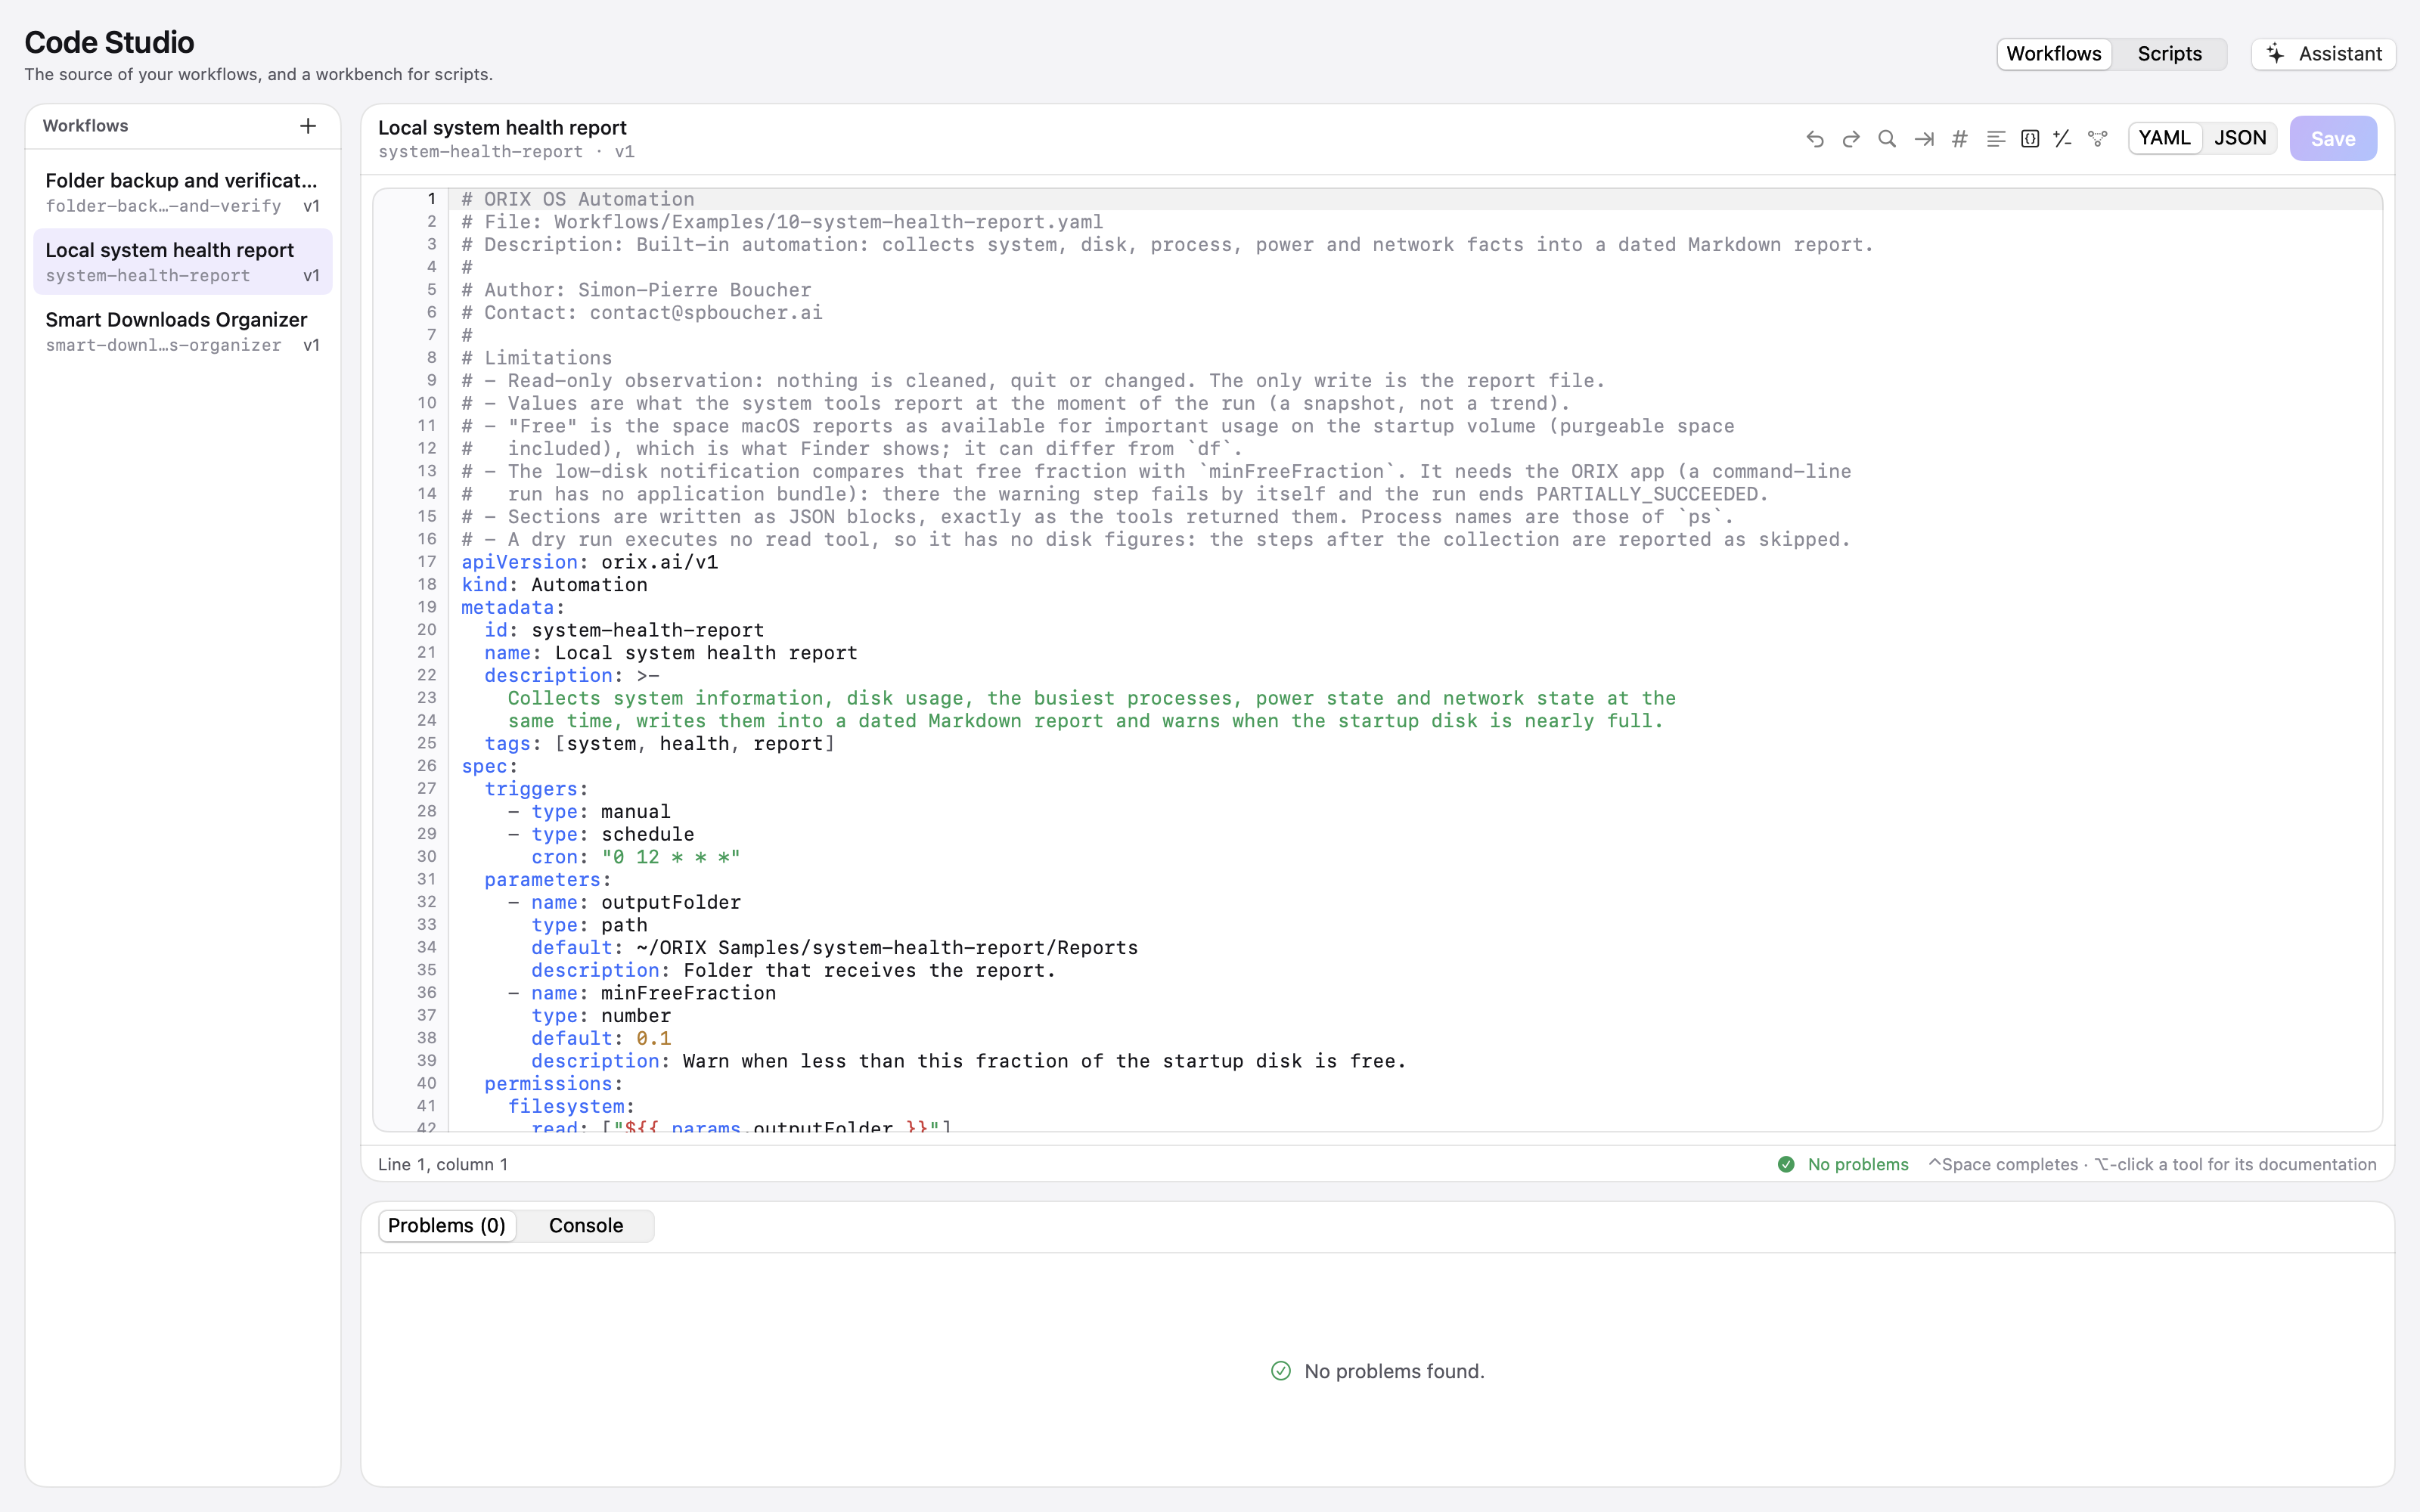 Code Studio
The source of your workflows, and a workbench for scripts.
Workflows
Scripts
Assistant
Workflows
Folder backup and verificat...
folder-back…-and-verify v1
Local system health report
system-health-report v1
Smart Downloads Organizer
smart-downl…s-organizer v1
Local system health report
system-health-report · v1
YAML JSON
Save
1 # ORIX OS Automation
2 # File: Workflows/Examples/10-system-health-report.yaml
3 # Description: Built-in automation: collects system, disk, process, power and network facts into a dated Markdown report.
4 #
5 # Author: Simon-Pierre Boucher
6 # Contact: contact@spboucher.ai
7 #
8 # Limitations
9 # - Read-only observation: nothing is cleaned, quit or changed. The only write is the report file.
10 # - Values are what the system tools report at the moment of the run (a snapshot, not a trend).
11 # - "Free" is the space macOS reports as available for important usage on the startup volume (purgeable space
12 #   included), which is what Finder shows; it can differ from `df`.
13 # - The low-disk notification compares that free fraction with `minFreeFraction`. It needs the ORIX app (a command-line
14 #   run has no application bundle): there the warning step fails by itself and the run ends PARTIALLY_SUCCEEDED.
15 # - Sections are written as JSON blocks, exactly as the tools returned them. Process names are those of `ps`.
16 # - A dry run executes no read tool, so it has no disk figures: the steps after the collection are reported as skipped.
17 apiVersion: orix.ai/v1
18 kind: Automation
19 metadata:
20   id: system-health-report
21   name: Local system health report
22   description: >-
23     Collects system information, disk usage, the busiest processes, power state and network state at the
24     same time, writes them into a dated Markdown report and warns when the startup disk is nearly full.
25   tags: [system, health, report]
26 spec:
27   triggers:
28     - type: manual
29     - type: schedule
30       cron: "0 12 * * *"
31   parameters:
32     - name: outputFolder
33       type: path
34       default: ~/ORIX Samples/system-health-report/Reports
35       description: Folder that receives the report.
36     - name: minFreeFraction
37       type: number
38       default: 0.1
39       description: Warn when less than this fraction of the startup disk is free.
40   permissions:
41     filesystem:
42       read: ["${{ params.outputFolder }}"]
Line 1, column 1
No problems
^Space completes · ⌥-click a tool for its documentation
Problems (0)
Console
No problems found.